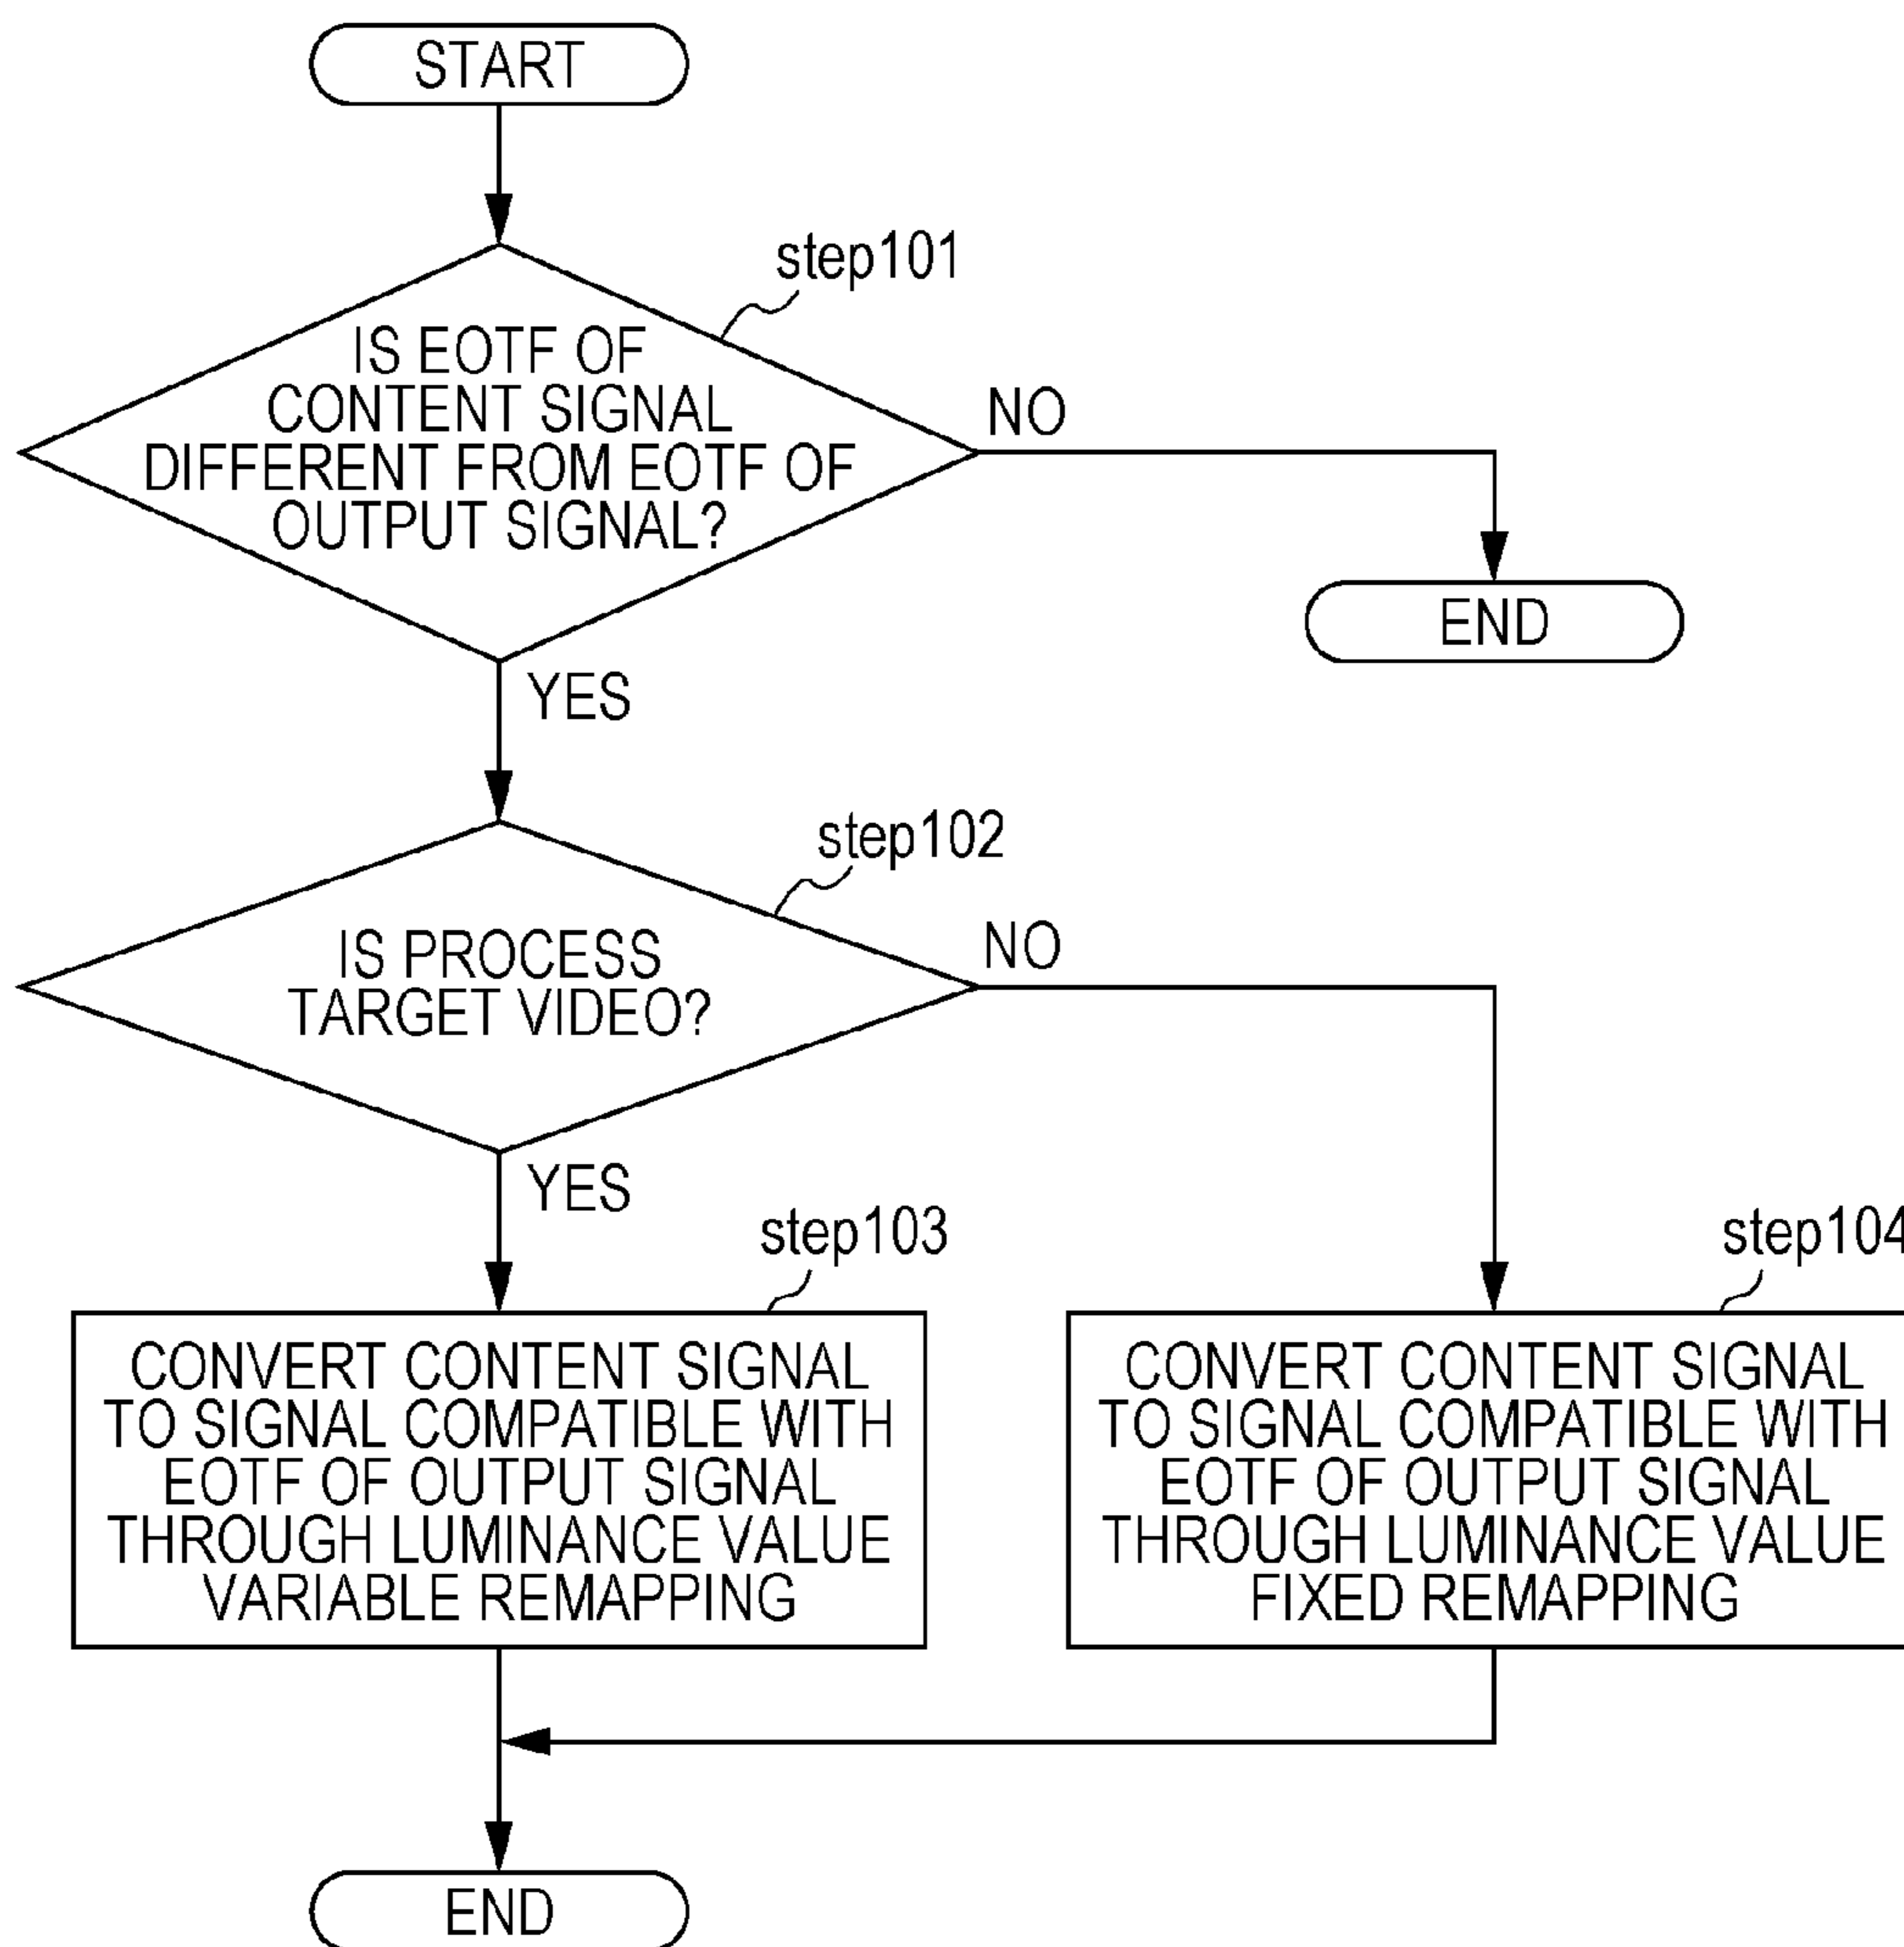 START
step101
IS EOTF OF
CONTENT SIGNAL
DIFFERENT FROM EOTF OF
OUTPUT SIGNAL?
NO
END
YES
step102
IS PROCESS
TARGET VIDEO?
NO
YES
step103
CONVERT CONTENT SIGNAL
TO SIGNAL COMPATIBLE WITH
EOTF OF OUTPUT SIGNAL
THROUGH LUMINANCE VALUE
VARIABLE REMAPPING
step104
CONVERT CONTENT SIGNAL
TO SIGNAL COMPATIBLE WITH
EOTF OF OUTPUT SIGNAL
THROUGH LUMINANCE VALUE
FIXED REMAPPING
END